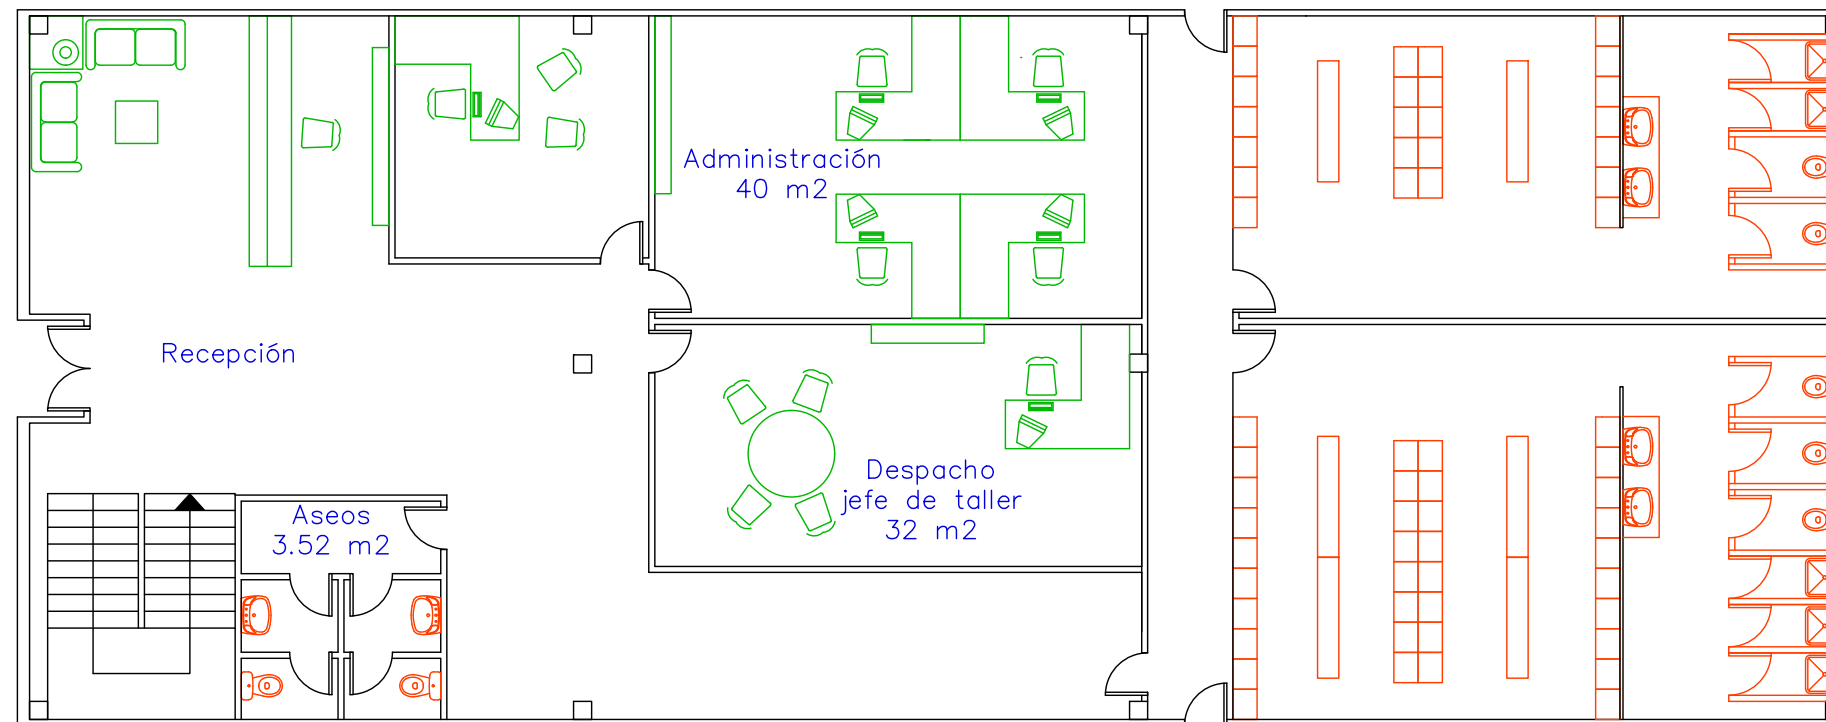 Administración
40 m2
Recepción
Despacho
jefe de taller
32 m2
Aseos
3.52 m2